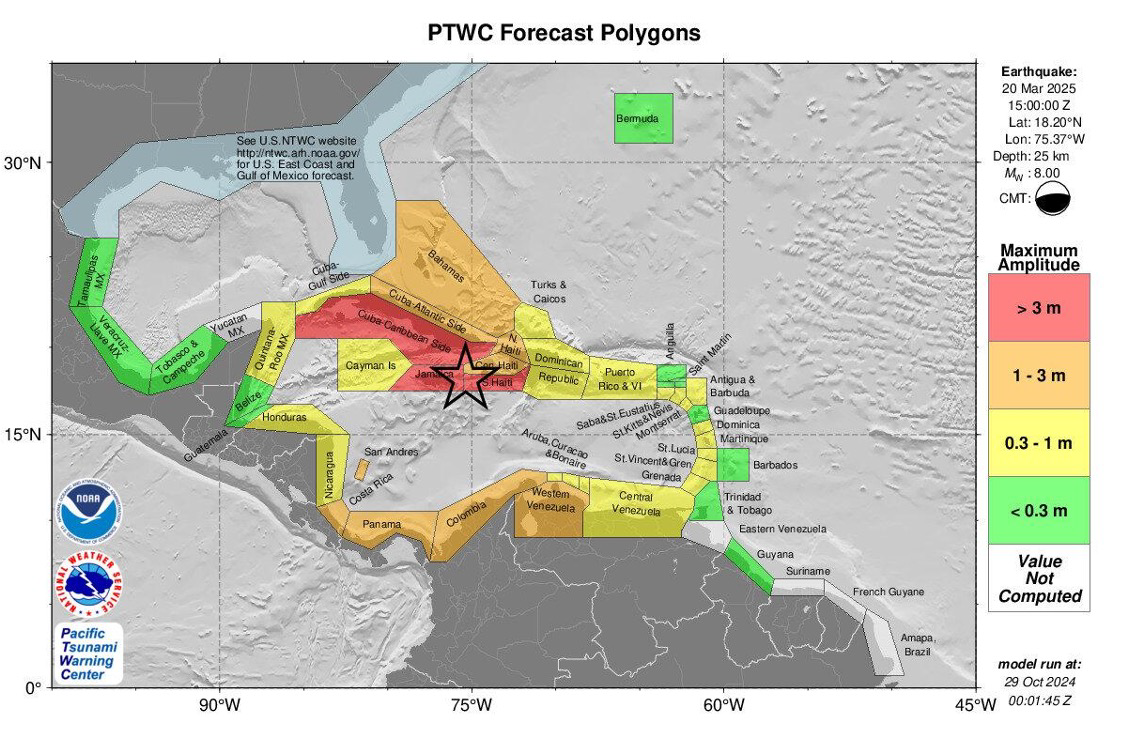 PTWC Forecast Polygons
Earthquake:
20 Mar 2025
15:00:00 Z
Lat: 18.20°N
Lon: 75.37°W
Depth: 25 km
Mw : 8.00
CMT:
Maximum
Amplitude
> 3 m
1 - 3 m
0.3 - 1 m
< 0.3 m
Value
Not
Computed
model run at:
29 Oct 2024
00:01:45 Z
30°N
15°N
0°
90°W
75°W
60°W
45°W
See U.S.NTWC website
http://ntwc.arh.noaa.gov/
for U.S. East Coast and
Gulf of Mexico forecast.
Bermuda
Tamaulipas
MX
Veracruz-
Llave MX
Tobasco &
Campeche
Yucatan
MX
Quintana-
Roo MX
Belize
Guatemala
Honduras
Nicaragua
Costa Rica
San Andres
Panama
Colombia
Cuba-
Gulf Side
Bahamas
Cuba-Atlantic Side
Cuba-Caribbean Side
Cayman Is
Jamaica
N.
Haiti
Cen.Haiti
S.Haiti
Turks &
Caicos
Dominican
Republic
Puerto
Rico & VI
Anguilla
Saint Martin
Antigua &
Barbuda
Saba&St.Eustatius
St.Kitts&Nevis
Montserrat
Guadeloupe
Dominica
Martinique
St.Lucia
St.Vincent&Gren
Barbados
Grenada
Aruba,Curacao
&Bonaire
Western
Venezuela
Central
Venezuela
Trinidad
& Tobago
Eastern Venezuela
Guyana
Suriname
French Guyane
Amapa,
Brazil
NOAA
NATIONAL WEATHER SERVICE
Pacific
Tsunami
Warning
Center